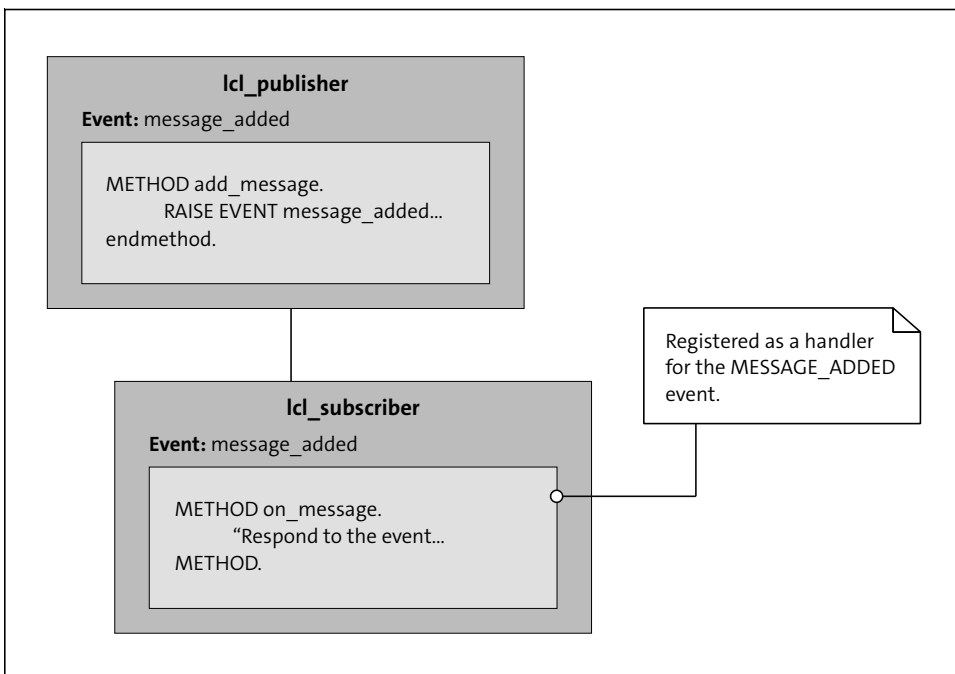 lcl_publisher
Event: message_added
METHOD add_message.
RAISE EVENT message_added...
endmethod.
Registered as a handler
for the MESSAGE_ADDED
event.
lcl_subscriber
Event: message_added
METHOD on_message.
“Respond to the event...
METHOD.